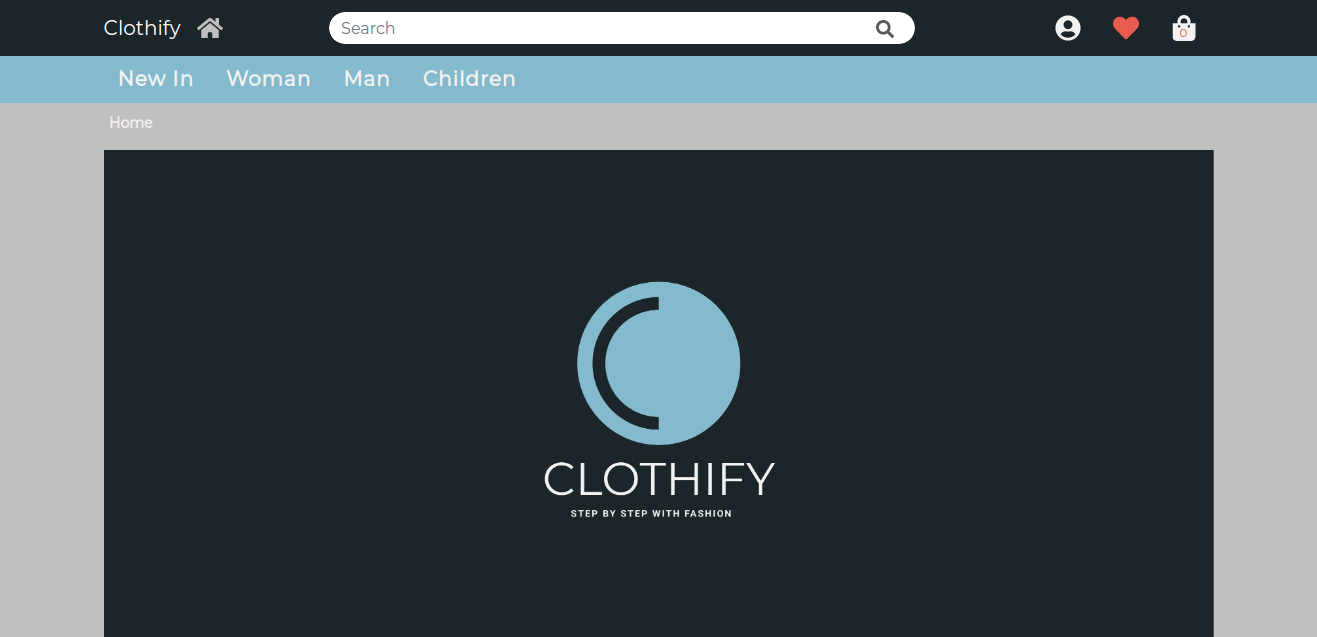 Clothify
Search
0
New In Woman Man Children
Home
CLOTHIFY
STEP BY STEP WITH FASHION